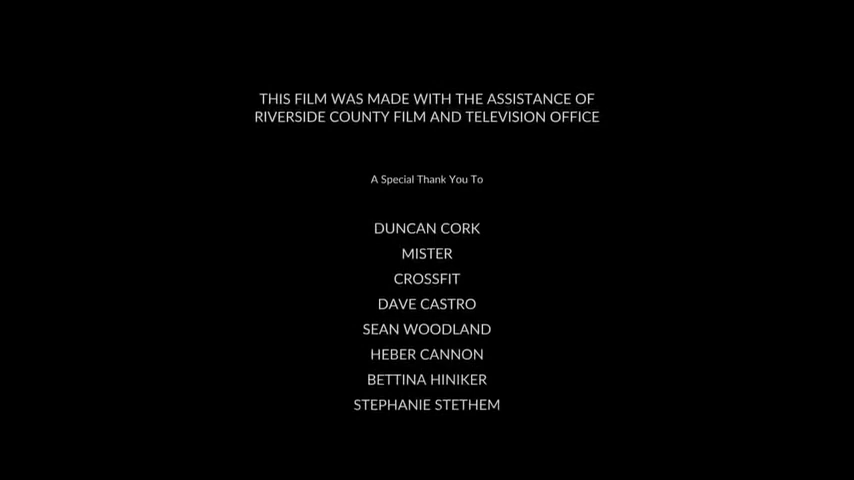 THIS FILM WAS MADE WITH THE ASSISTANCE OF
RIVERSIDE COUNTY FILM AND TELEVISION OFFICE
A Special Thank You To
DUNCAN CORK
MISTER
CROSSFIT
DAVE CASTRO
SEAN WOODLAND
HEBER CANNON
BETTINA HINIKER
STEPHANIE STETHEM